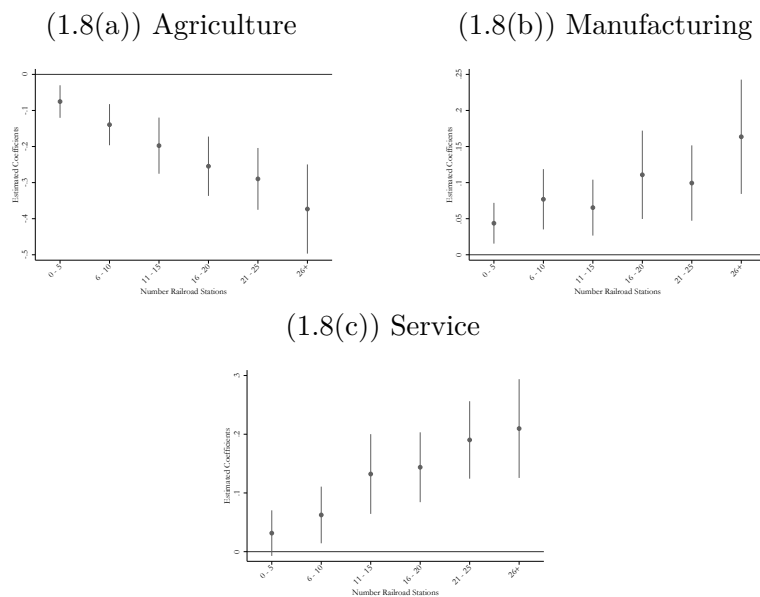 (1.8(a)) Agriculture
Estimated Coefficients
0
-.1
-.2
-.3
-.4
-.5
0 - 5
6 - 10
11 - 15
16 - 20
21 - 25
26+
Number Railroad Stations
(1.8(b)) Manufacturing
Estimated Coefficients
.25
.2
.15
.1
.05
0
0 - 5
6 - 10
11 - 15
16 - 20
21 - 25
26+
Number Railroad Stations
(1.8(c)) Service
Estimated Coefficients
.3
.2
.1
0
0 - 5
6 - 10
11 - 15
16 - 20
21 - 25
26+
Number Railroad Stations